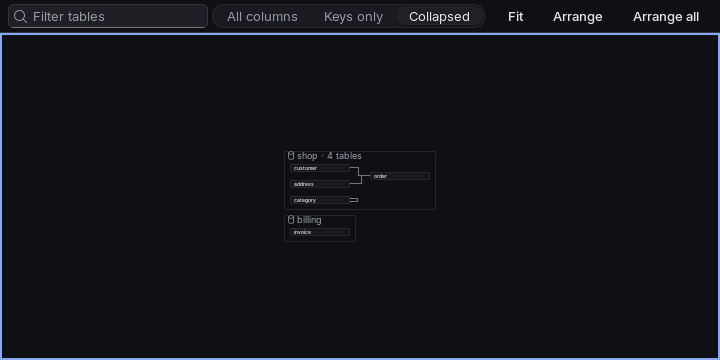 Filter tables
All columns
Keys only
Collapsed
Fit
Arrange
Arrange all
shop · 4 tables
customer
order
address
category
billing
invoice